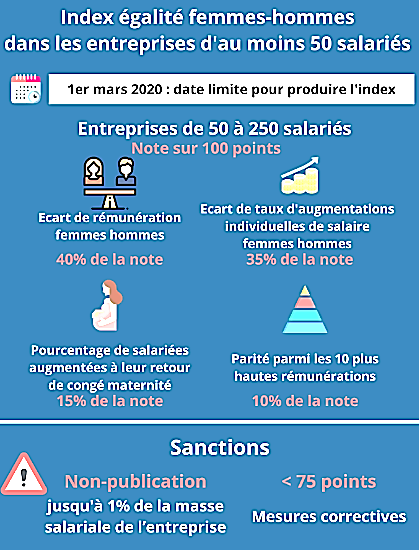 Index égalité femmes-hommes
dans les entreprises d'au moins 50 salariés
1er mars 2020 : date limite pour produire l'index
Entreprises de 50 à 250 salariés
Note sur 100 points
Ecart de rémunération
femmes hommes
40% de la note
Ecart de taux d'augmentations
individuelles de salaire
femmes hommes
35% de la note
Pourcentage de salariées
augmentées à leur retour
de congé maternité
15% de la note
Parité parmi les 10 plus
hautes rémunérations
10% de la note
Sanctions
!
Non-publication
jusqu'à 1% de la masse
salariale de l’entreprise
< 75 points
Mesures correctives